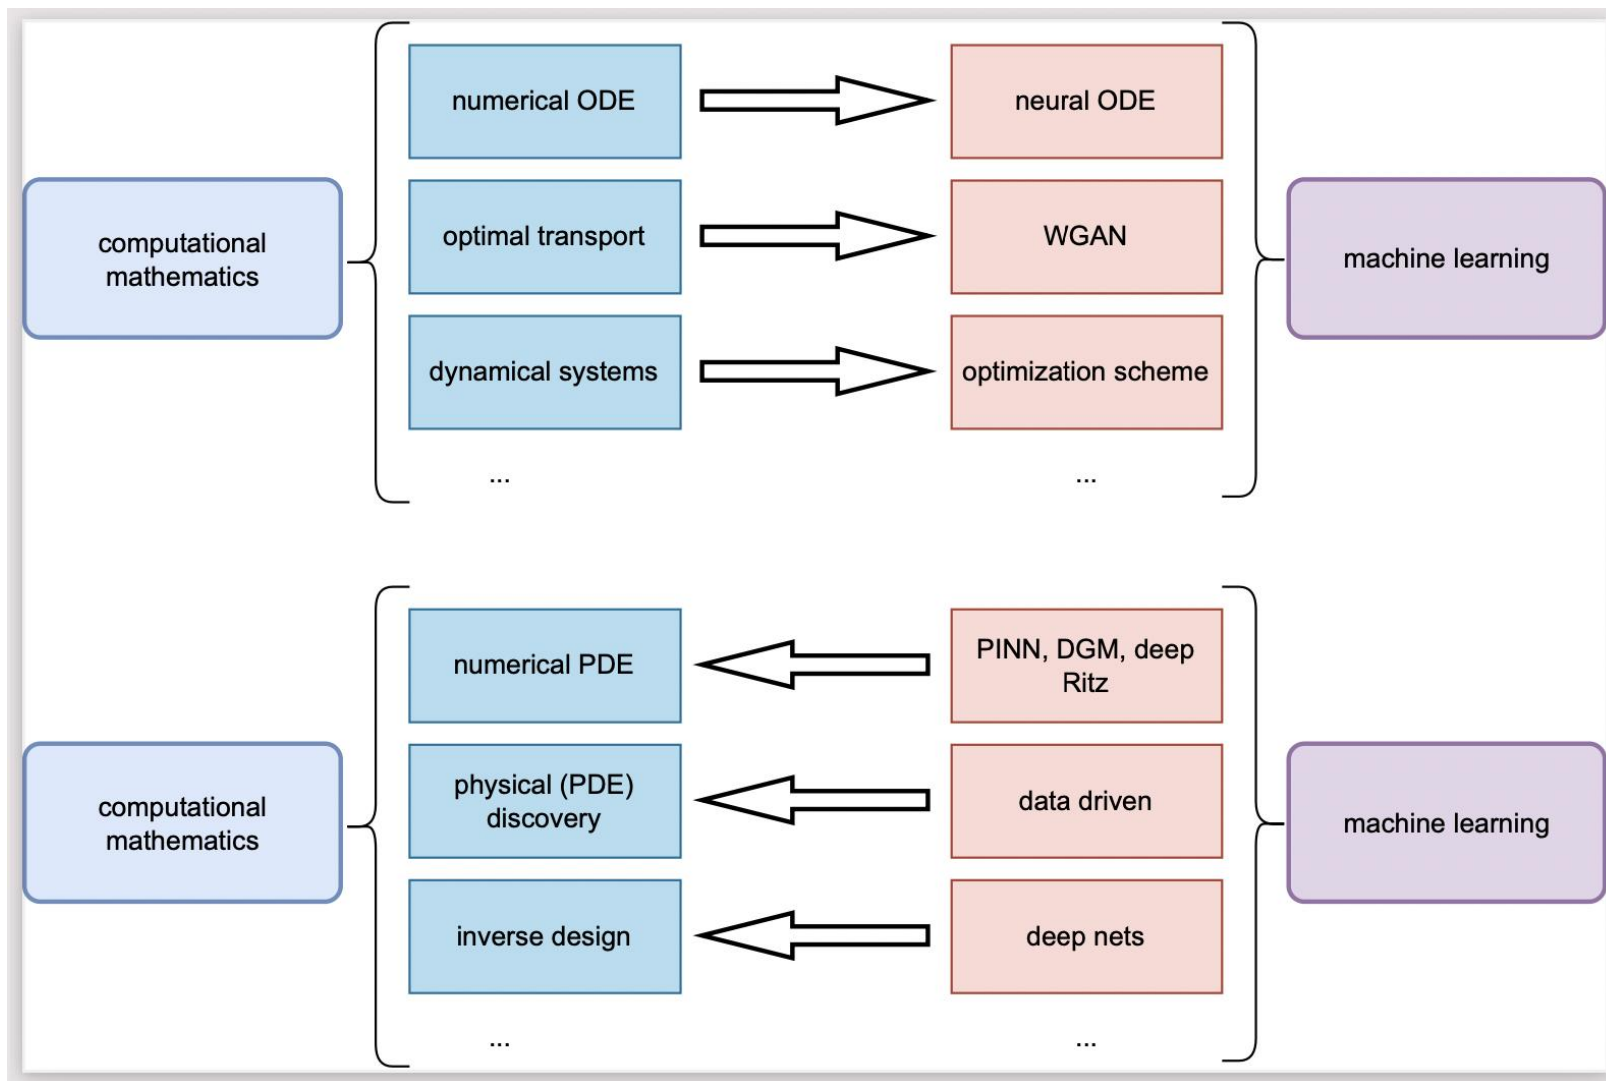 numerical ODE
neural ODE
computational
mathematics
optimal transport
WGAN
machine learning
dynamical systems
optimization scheme
...
...
numerical PDE
PINN, DGM, deep
Ritz
computational
mathematics
physical (PDE)
discovery
data driven
machine learning
inverse design
deep nets
...
...